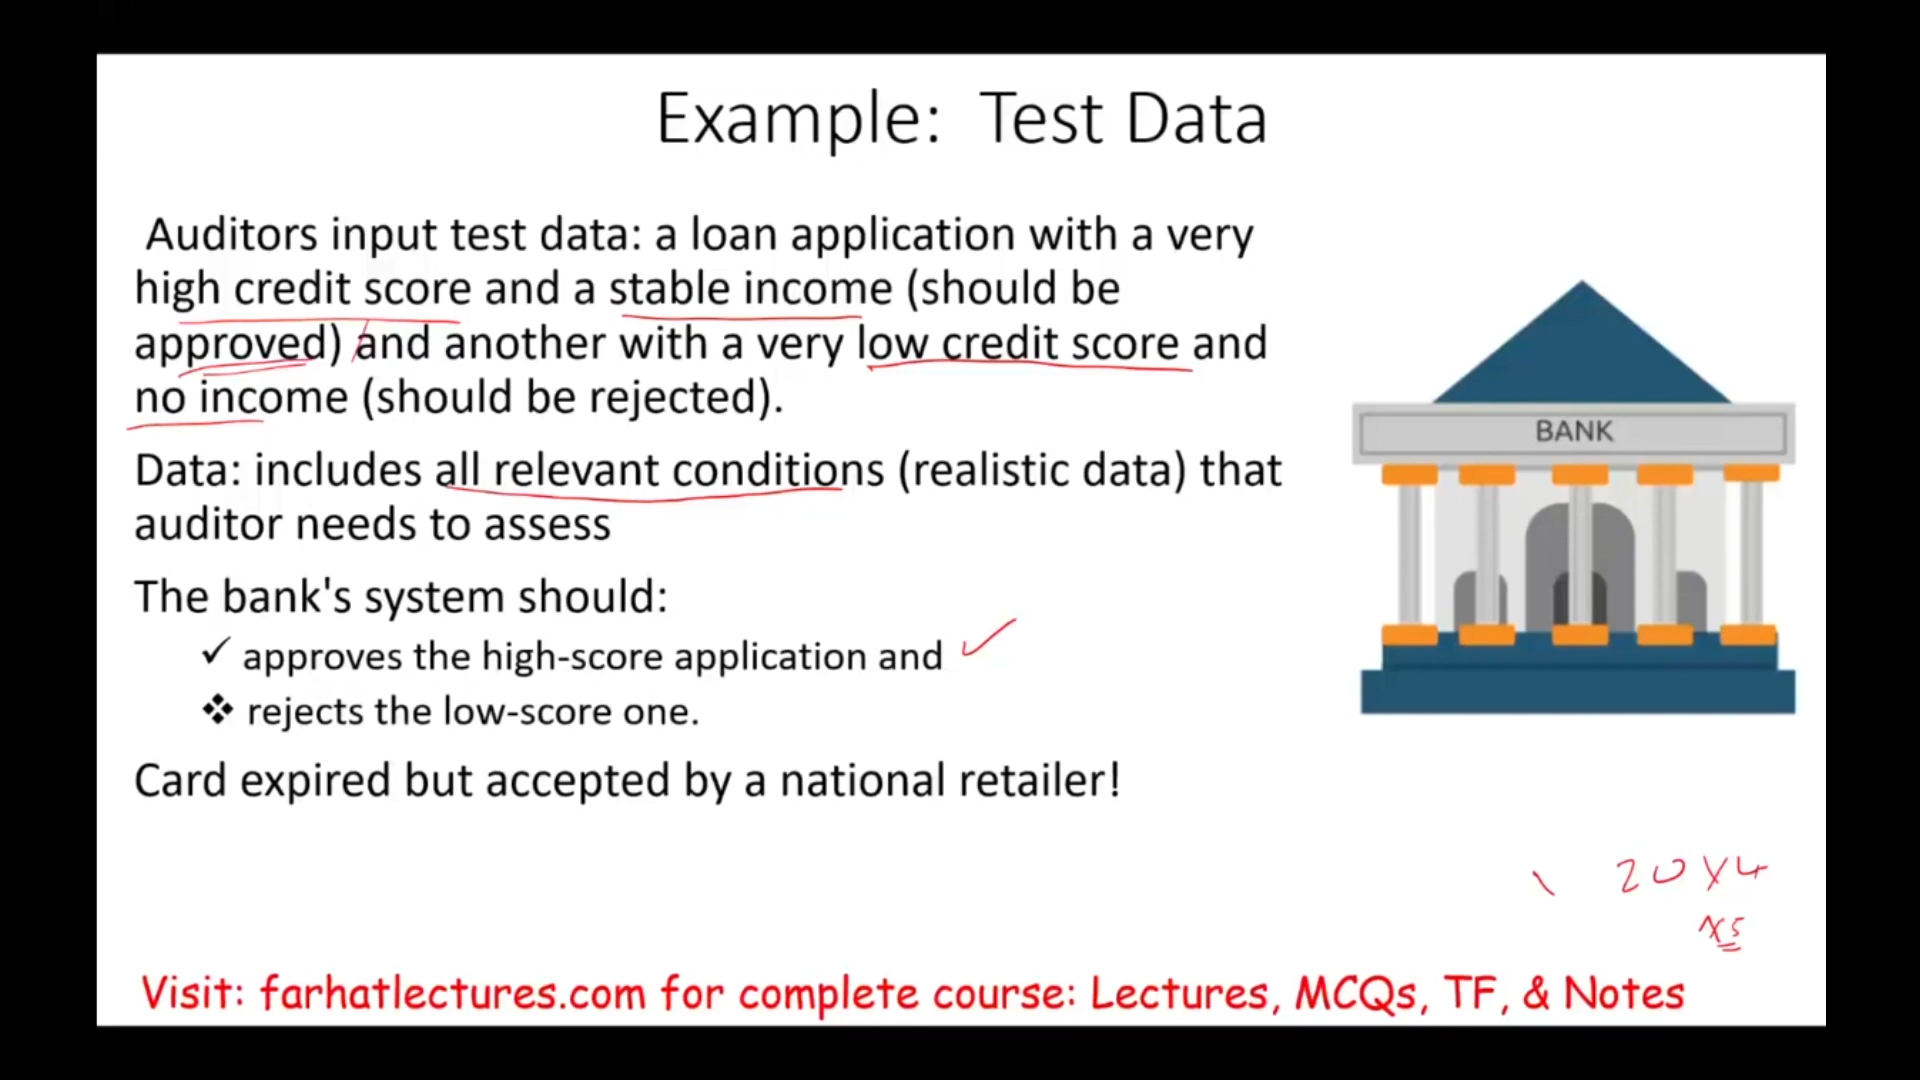 Example: Test Data
Auditors input test data: a loan application with a very
high credit score and a stable income (should be
approved) and another with a very low credit score and
no income (should be rejected).
Data: includes all relevant conditions (realistic data) that
auditor needs to assess
The bank's system should:
✓ approves the high-score application and
❖ rejects the low-score one.
Card expired but accepted by a national retailer!
BANK
20X4
X5
Visit: farhatlectures.com for complete course: Lectures, MCQs, TF, & Notes